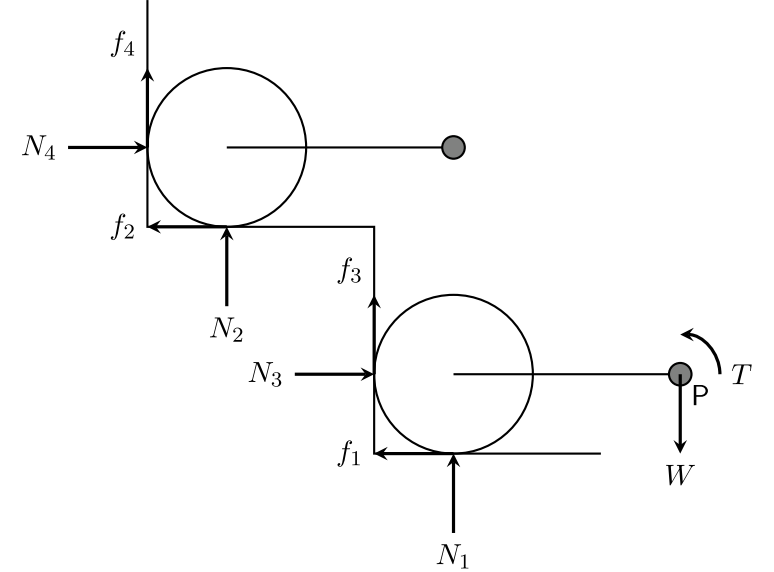 f₄
N₄
f₂
f₃
N₂
N₃
T
P
f₁
W
N₁